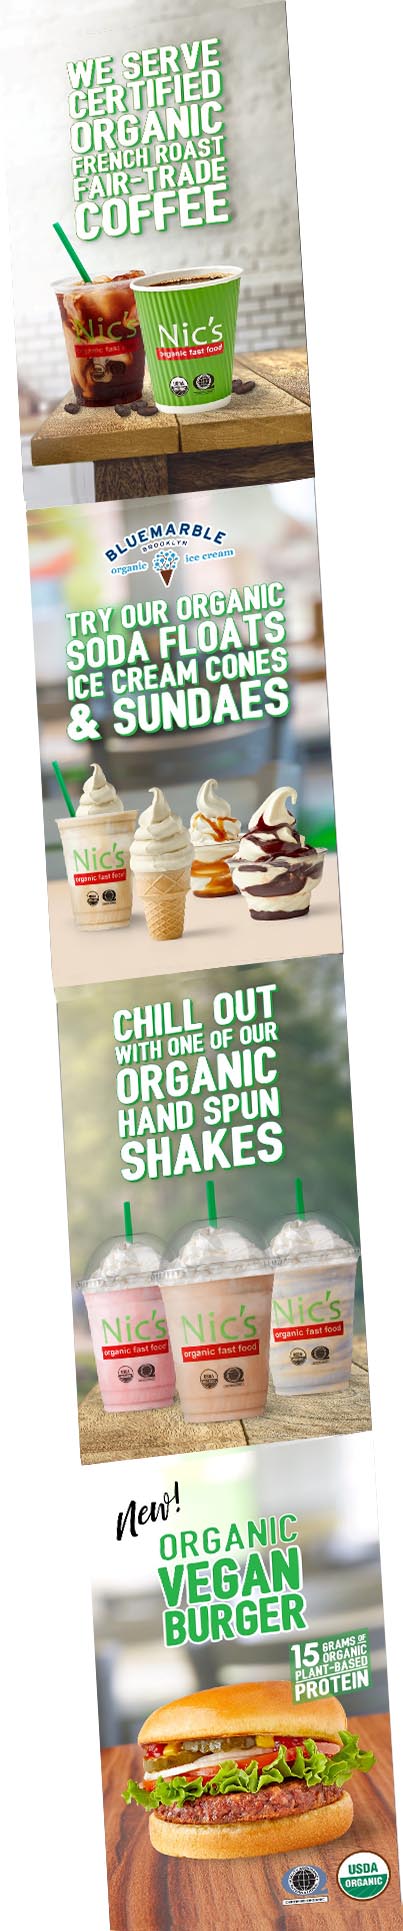 WE SERVE
CERTIFIED
ORGANIC
FRENCH ROAST
FAIR-TRADE
COFFEE
Nic's
organic fast food
Nic's
organic fast food
BLUEMARBLE
BROOKLYN
organic ice cream
TRY OUR ORGANIC
SODA FLOATS
ICE CREAM CONES
& SUNDAES
Nic's
organic fast food
CHILL OUT
WITH ONE OF OUR
ORGANIC
HAND SPUN
SHAKES
Nic's
organic fast food
Nic's
organic fast food
Nic's
organic fast food
New!
ORGANIC
VEGAN
BURGER
15 GRAMS OF
ORGANIC
PLANT-BASED
PROTEIN
USDA
ORGANIC